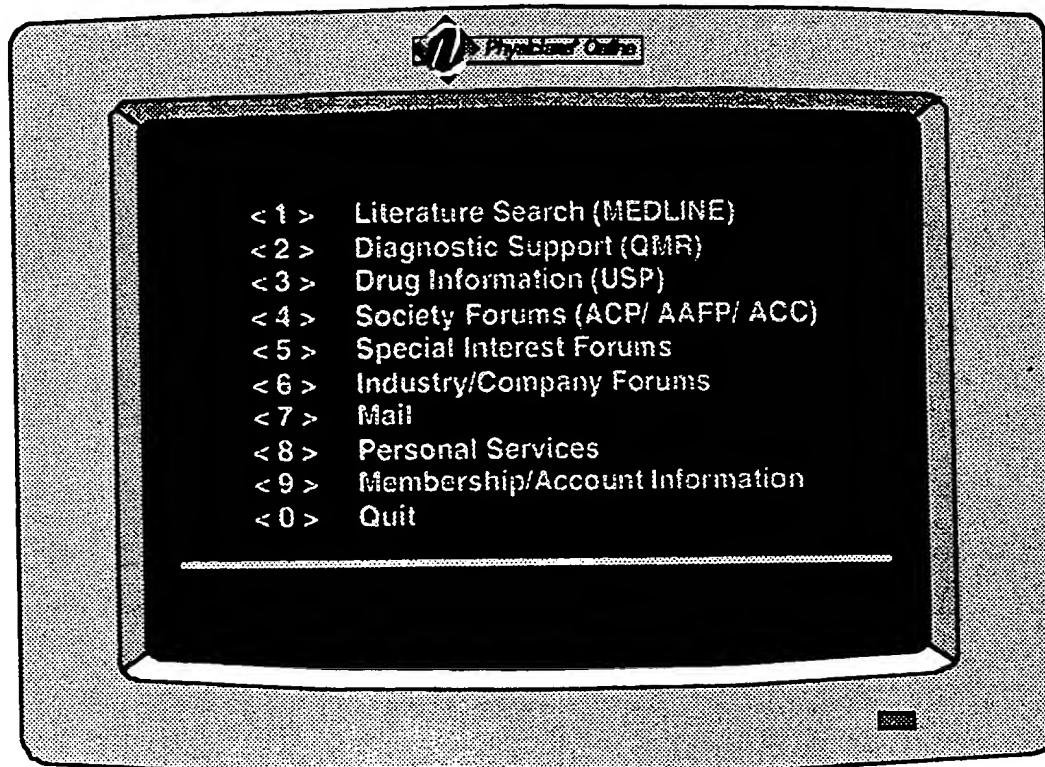 Physicians' Online
< 1 > Literature Search (MEDLINE)
< 2 > Diagnostic Support (QMR)
< 3 > Drug Information (USP)
< 4 > Society Forums (ACP/ AAFP/ ACC)
< 5 > Special Interest Forums
< 6 > Industry/Company Forums
< 7 > Mail
< 8 > Personal Services
< 9 > Membership/Account Information
< 0 > Quit